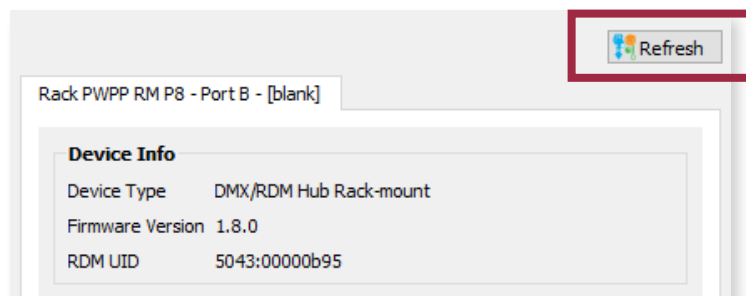 Refresh
Rack PWPP RM P8 - Port B - [blank]
Device Info
Device Type DMX/RDM Hub Rack-mount
Firmware Version 1.8.0
RDM UID 5043:00000b95